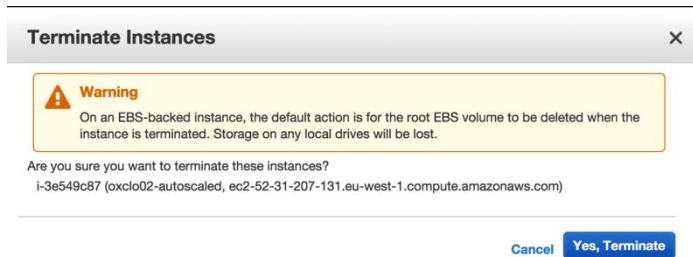 Terminate Instances
Warning
On an EBS-backed instance, the default action is for the root EBS volume to be deleted when the
instance is terminated. Storage on any local drives will be lost.
Are you sure you want to terminate these instances?
i-3e549c87 (oxclo02-autoscaled, ec2-52-31-207-131.eu-west-1.compute.amazonaws.com)
Cancel Yes, Terminate